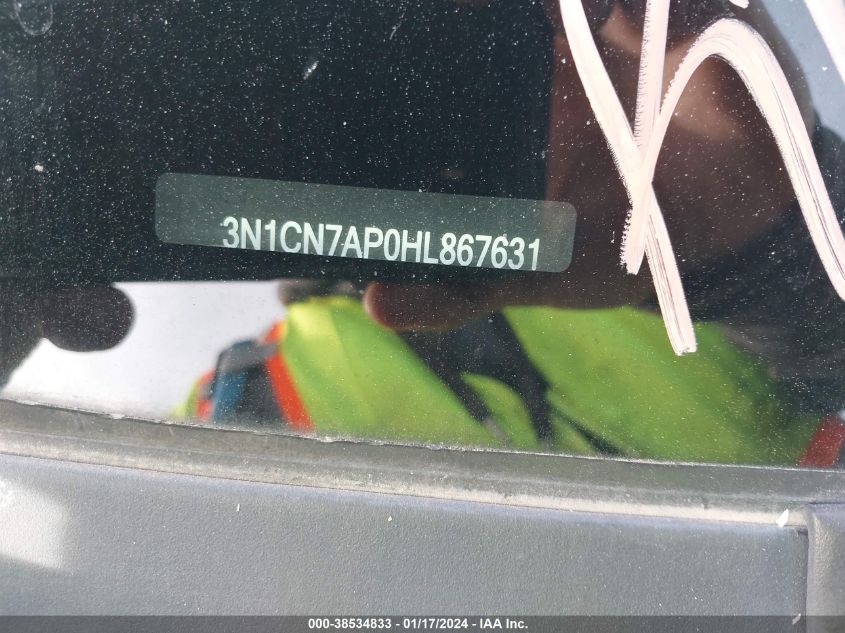 3N1CN7AP0HL867631
000-38534833 / 01/17/2024 - IAA Inc.